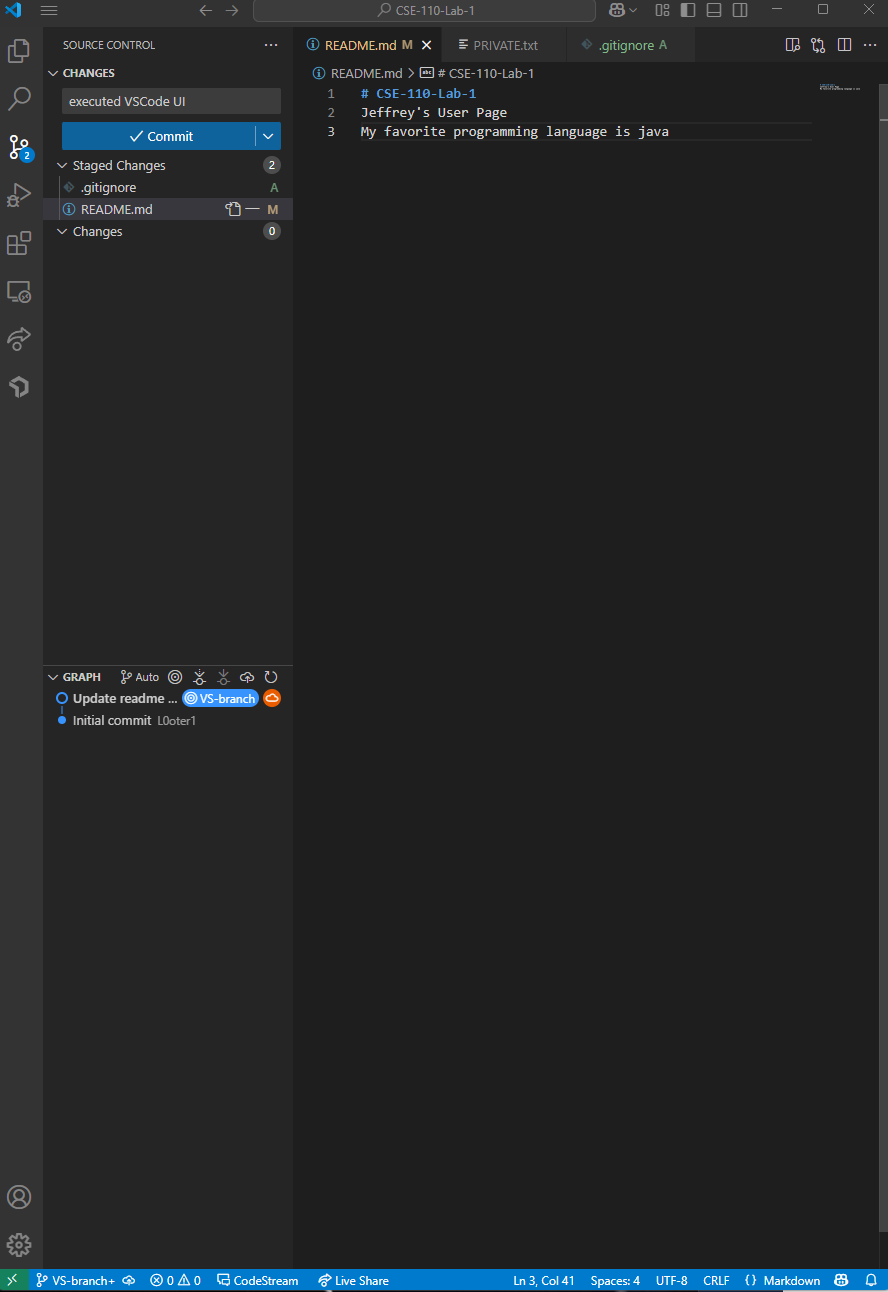 CSE-110-Lab-1
SOURCE CONTROL
CHANGES
executed VSCode UI
Commit
Staged Changes 2
.gitignore A
README.md M
Changes 0
2
README.md M
PRIVATE.txt
.gitignore A
README.md > # CSE-110-Lab-1
1 # CSE-110-Lab-1
2 Jeffrey's User Page
3 My favorite programming language is java
GRAPH Auto
Update readme ... VS-branch
Initial commit L0oter1
VS-branch+ 0 0 CodeStream Live Share Ln 3, Col 41 Spaces: 4 UTF-8 CRLF {} Markdown